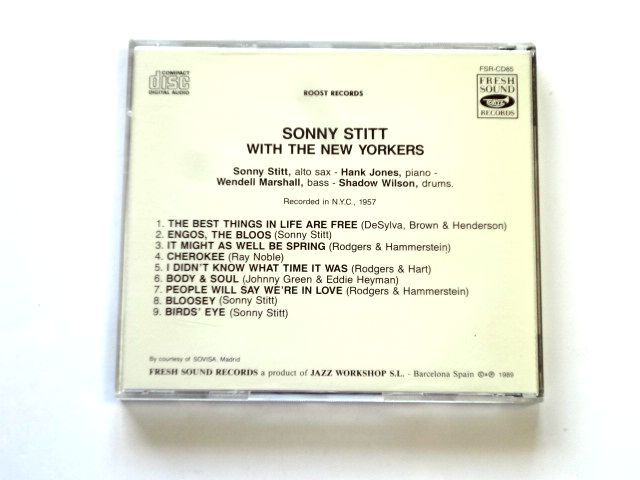 COMPACT
disc
DIGITAL AUDIO
ROOST RECORDS
FSR-CD85
FRESH
SOUND
RECORDS
SONNY STITT
WITH THE NEW YORKERS
Sonny Stitt, alto sax - Hank Jones, piano -
Wendell Marshall, bass - Shadow Wilson, drums.
Recorded in N.Y.C., 1957
1. THE BEST THINGS IN LIFE ARE FREE (DeSylva, Brown & Henderson)
2. ENGOS, THE BLOOS (Sonny Stitt)
3. IT MIGHT AS WELL BE SPRING (Rodgers & Hammerstein)
4. CHEROKEE (Ray Noble)
5. I DIDN'T KNOW WHAT TIME IT WAS (Rodgers & Hart)
6. BODY & SOUL (Johnny Green & Eddie Heyman)
7. PEOPLE WILL SAY WE'RE IN LOVE (Rodgers & Hammerstein)
8. BLOOSEY (Sonny Stitt)
9. BIRDS' EYE (Sonny Stitt)
By courtesy of SOVISA, Madrid
FRESH SOUND RECORDS a product of JAZZ WORKSHOP S.L. - Barcelona Spain ©+℗ 1989